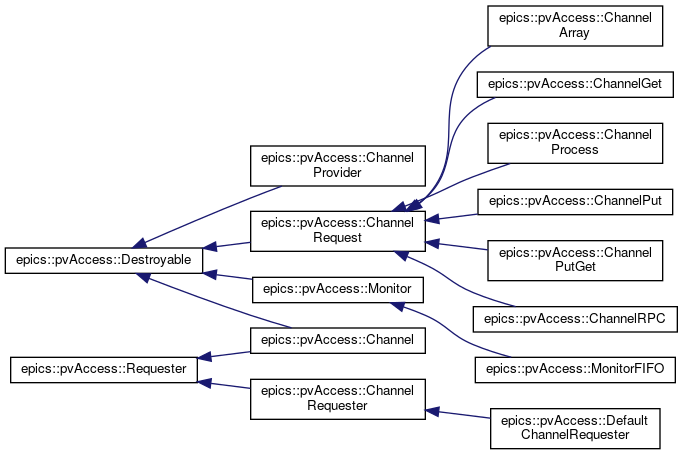 epics::pvAccess::Channel
Array
epics::pvAccess::ChannelGet
epics::pvAccess::Channel
Process
epics::pvAccess::Channel
Provider
epics::pvAccess::ChannelPut
epics::pvAccess::Channel
Request
epics::pvAccess::Channel
PutGet
epics::pvAccess::Destroyable
epics::pvAccess::Monitor
epics::pvAccess::ChannelRPC
epics::pvAccess::Channel
epics::pvAccess::Requester
epics::pvAccess::MonitorFIFO
epics::pvAccess::Channel
Requester
epics::pvAccess::Default
ChannelRequester